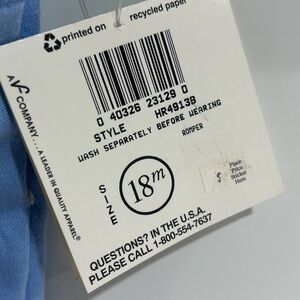 printed on recycled paper
A VF COMPANY... A LEADER IN QUALITY APPAREL®
0 40326 23129 0
STYLE HR4913B
WASH SEPARATELY BEFORE WEARING
ROMPER
SIZE
18m
Place
Price
Sticker
Here
QUESTIONS? IN THE U.S.A.
PLEASE CALL 1-800-554-7637